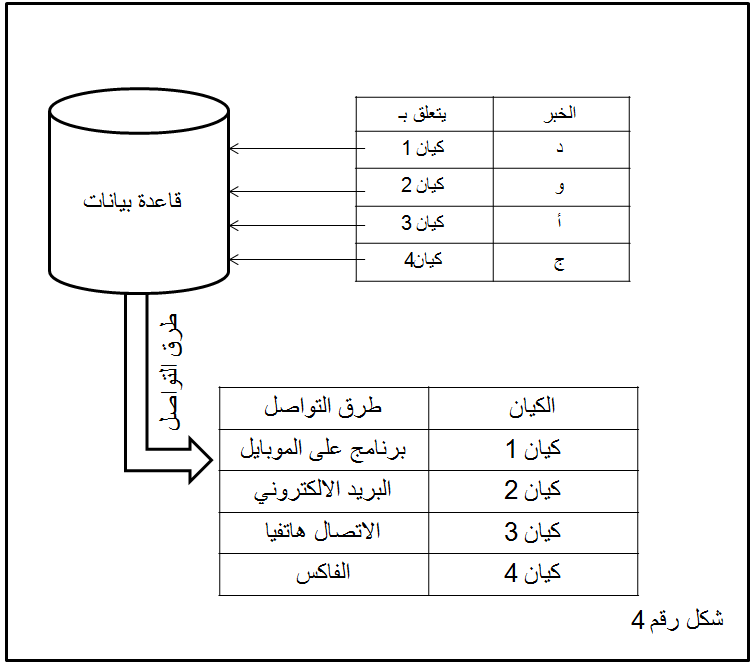 الخبر يتعلق بـ
د كيان 1
و كيان 2
أ كيان 3
ج كيان4
قاعدة بيانات
طرق التواصل
الكيان طرق التواصل
كيان 1 برنامج على الموبايل
كيان 2 البريد الالكتروني
كيان 3 الاتصال هاتفيا
كيان 4 الفاكس
شكل رقم 4